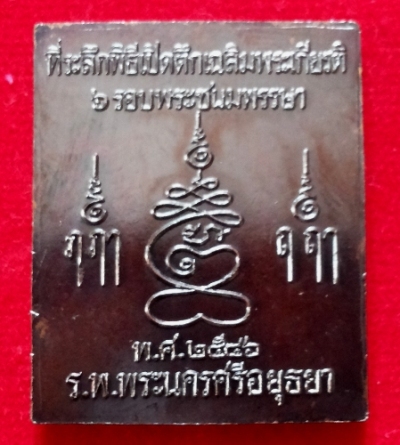 ที่ระลึกพิธีเปิดตึกเฉลิมพระเกียรติ
๖ รอบพระชนมพรรษา
พ.ศ.๒๕๔๖
ร.พ.พระนครศรีอยุธยา